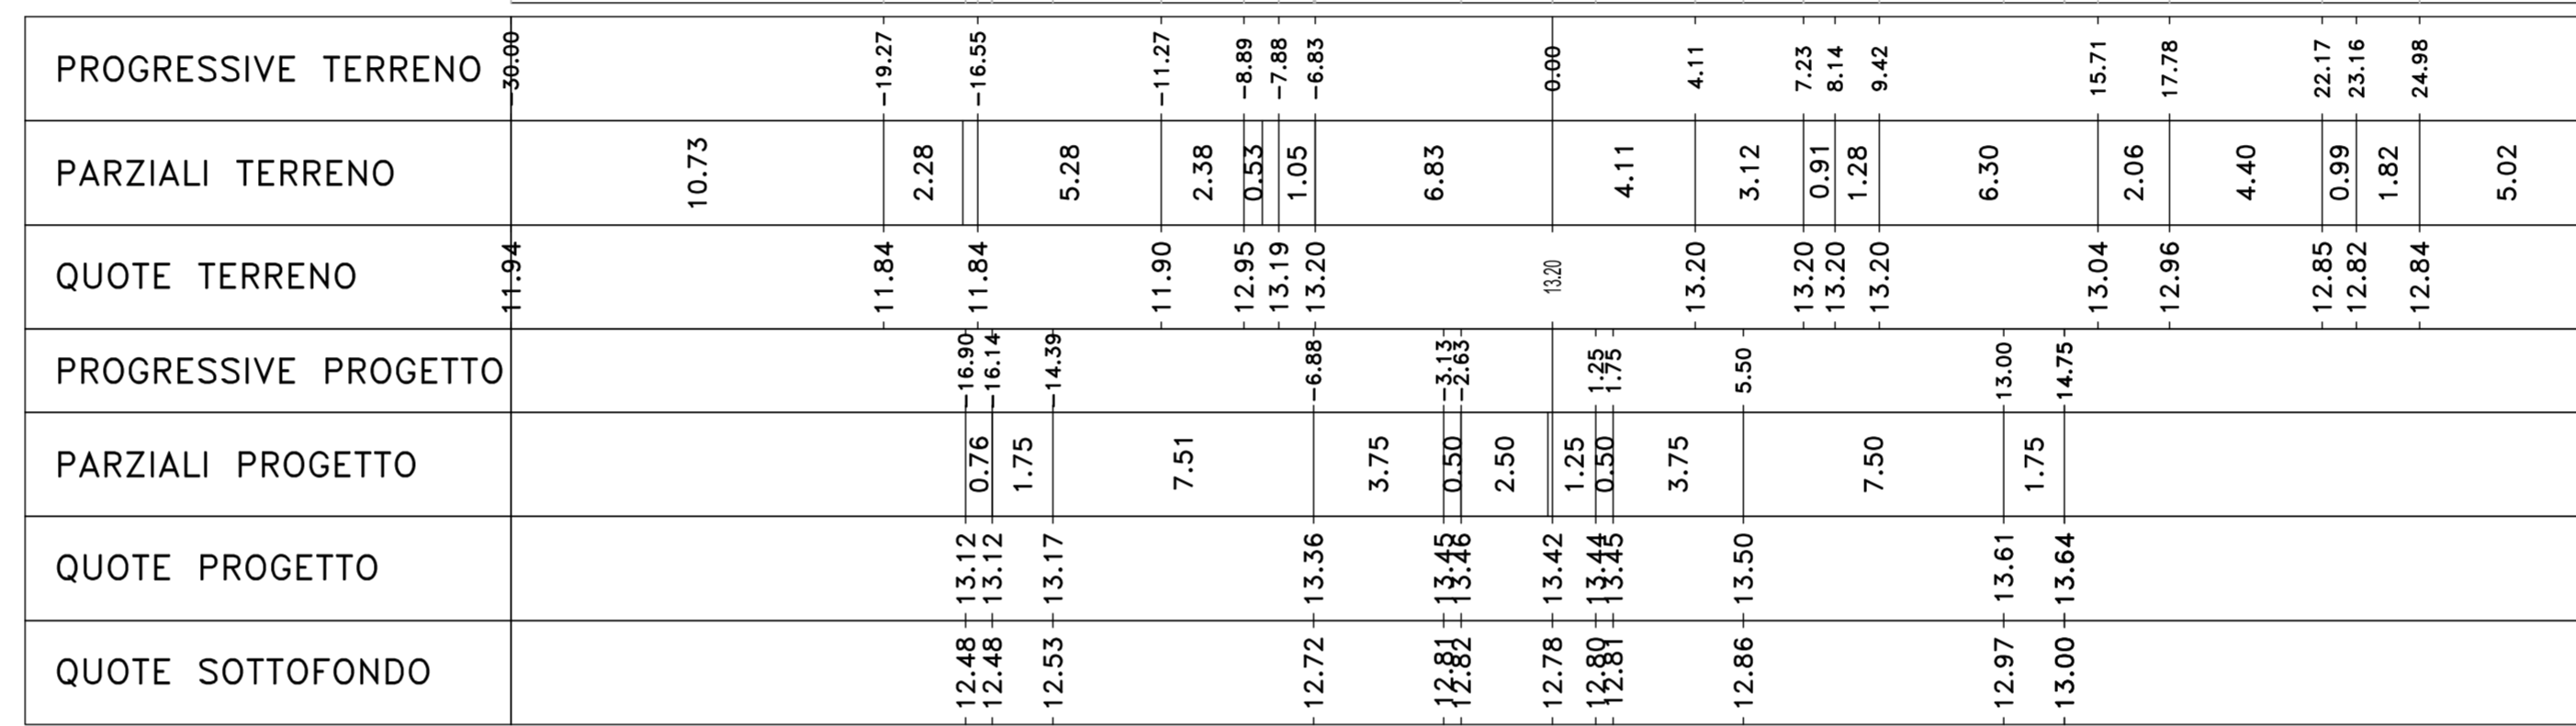 PROGRESSIVE TERRENO -30.00 -19.27 -16.55 -11.27 -8.89 -7.88 -6.83 0.00 4.11 7.23 8.14 9.42 15.71 17.78 22.17 23.16 24.98
PARZIALI TERRENO 10.73 2.28 5.28 2.38 0.53 1.05 6.83 4.11 3.12 0.91 1.28 6.30 2.06 4.40 0.99 1.82 5.02
QUOTE TERRENO 11.94 11.84 11.84 11.90 12.95 13.19 13.20 13.20 13.20 13.20 13.20 13.20 13.04 12.96 12.85 12.82 12.84
PROGRESSIVE PROGETTO -16.90 -16.14 -14.39 -6.88 -3.13 -2.63 1.25 1.75 5.50 13.00 14.75
PARZIALI PROGETTO 0.76 1.75 7.51 3.75 0.50 2.50 1.25 0.50 3.75 7.50 1.75
QUOTE PROGETTO 13.12 13.12 13.17 13.36 13.45 13.46 13.42 13.44 13.45 13.50 13.61 13.64
QUOTE SOTTOFONDO 12.48 12.48 12.53 12.72 12.81 12.82 12.78 12.80 12.81 12.86 12.97 13.00